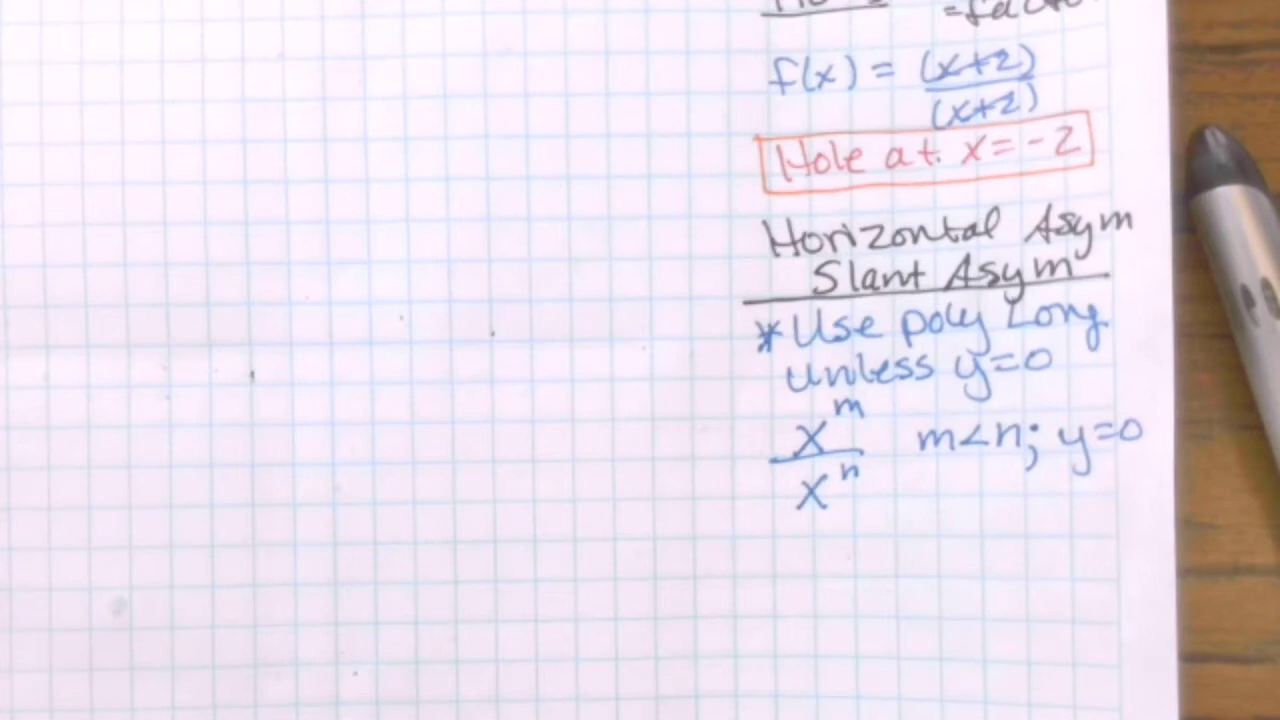 f(x) = (x+2)
(x+2)
Hole at x = -2
Horizontal Asym
Slant Asym
* Use poly Long
unless y=0
x^m
x^n m<n; y=0